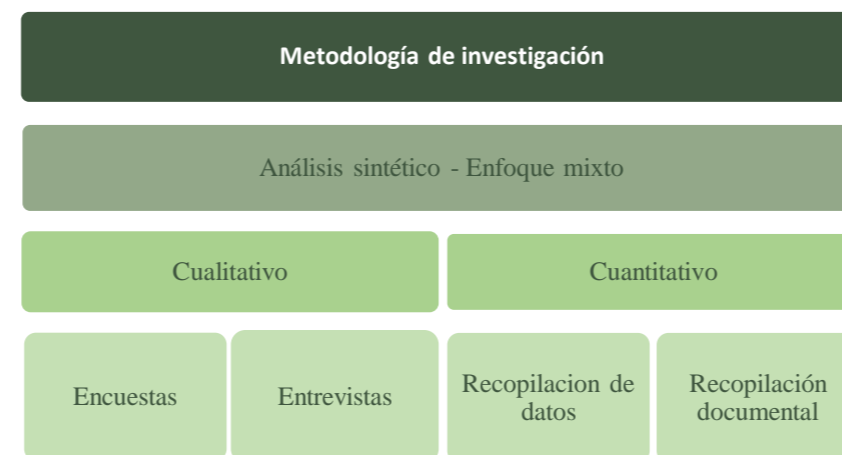 Metodología de investigación
Análisis sintético - Enfoque mixto
Cualitativo
Cuantitativo
Encuestas
Entrevistas
Recopilacion de
datos
Recopilación
documental